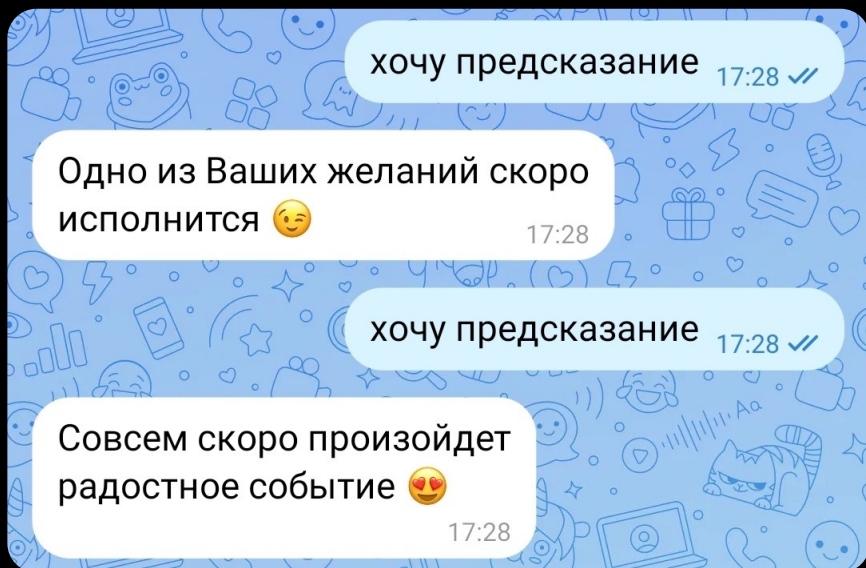 хочу предсказание 17:28
Одно из Ваших желаний скоро
исполнится 😉
17:28
хочу предсказание 17:28
Совсем скоро произойдет
радостное событие 😍
17:28
Aa